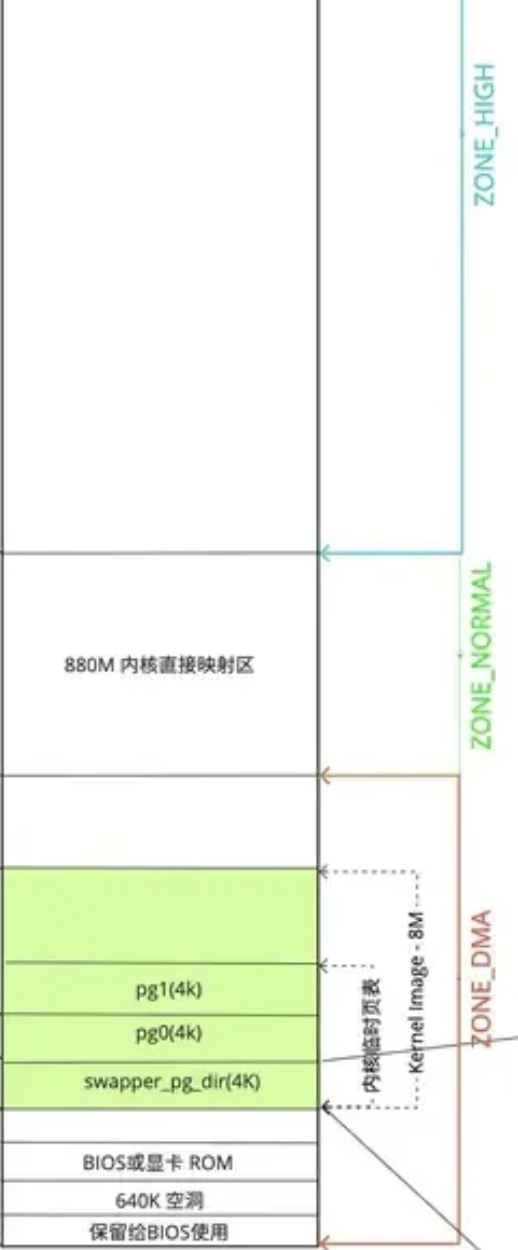 ZONE_HIGH
880M 内核直接映射区
ZONE_NORMAL
pg1(4k)
pg0(4k)
swapper_pg_dir(4K)
内核临时页表
Kernel Image - 8M
ZONE_DMA
BIOS或显卡 ROM
640K 空洞
保留给BIOS使用